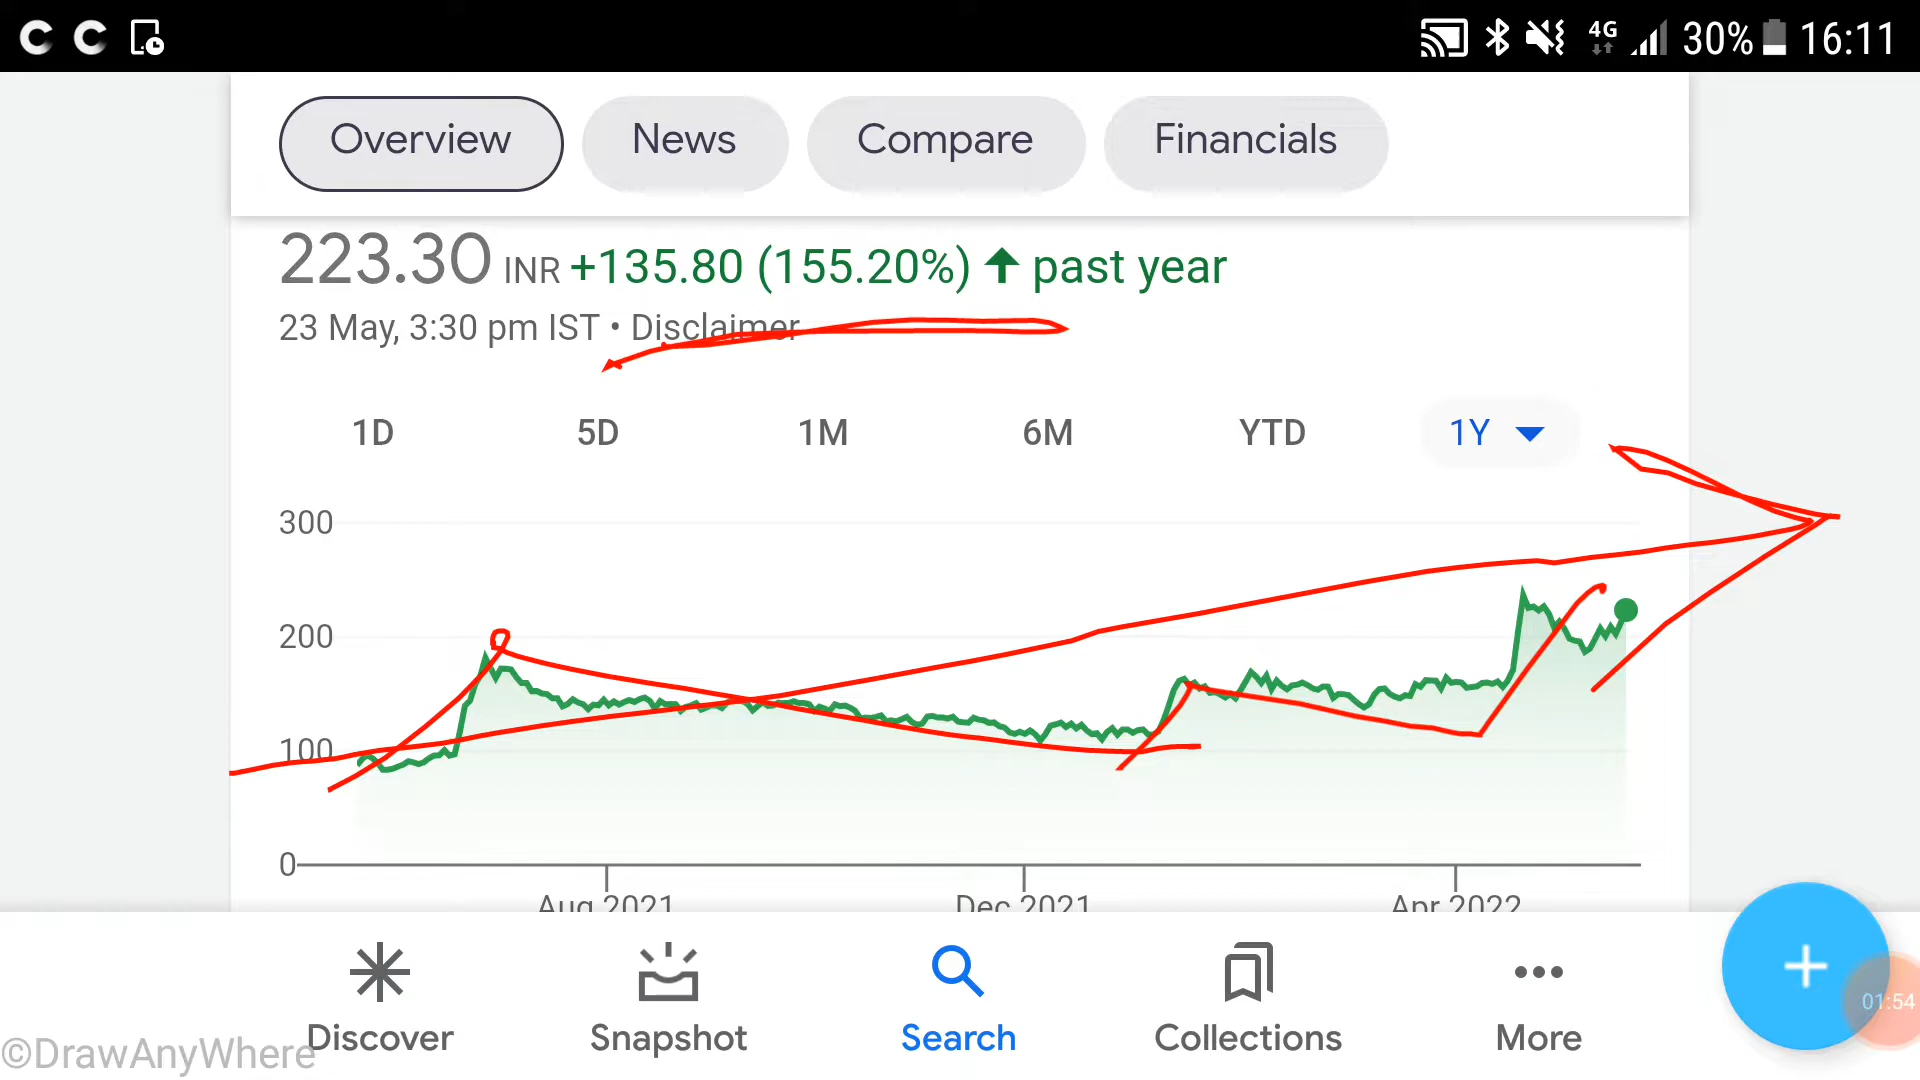 4G 30% 16:11
Overview News Compare Financials
223.30 INR +135.80 (155.20%) ↑ past year
23 May, 3:30 pm IST • Disclaimer
1D 5D 1M 6M YTD 1Y
300
200
100
0
Aug 2021 Dec 2021 Apr 2022
+
01:54
Discover Snapshot Search Collections More
©DrawAnyWhere